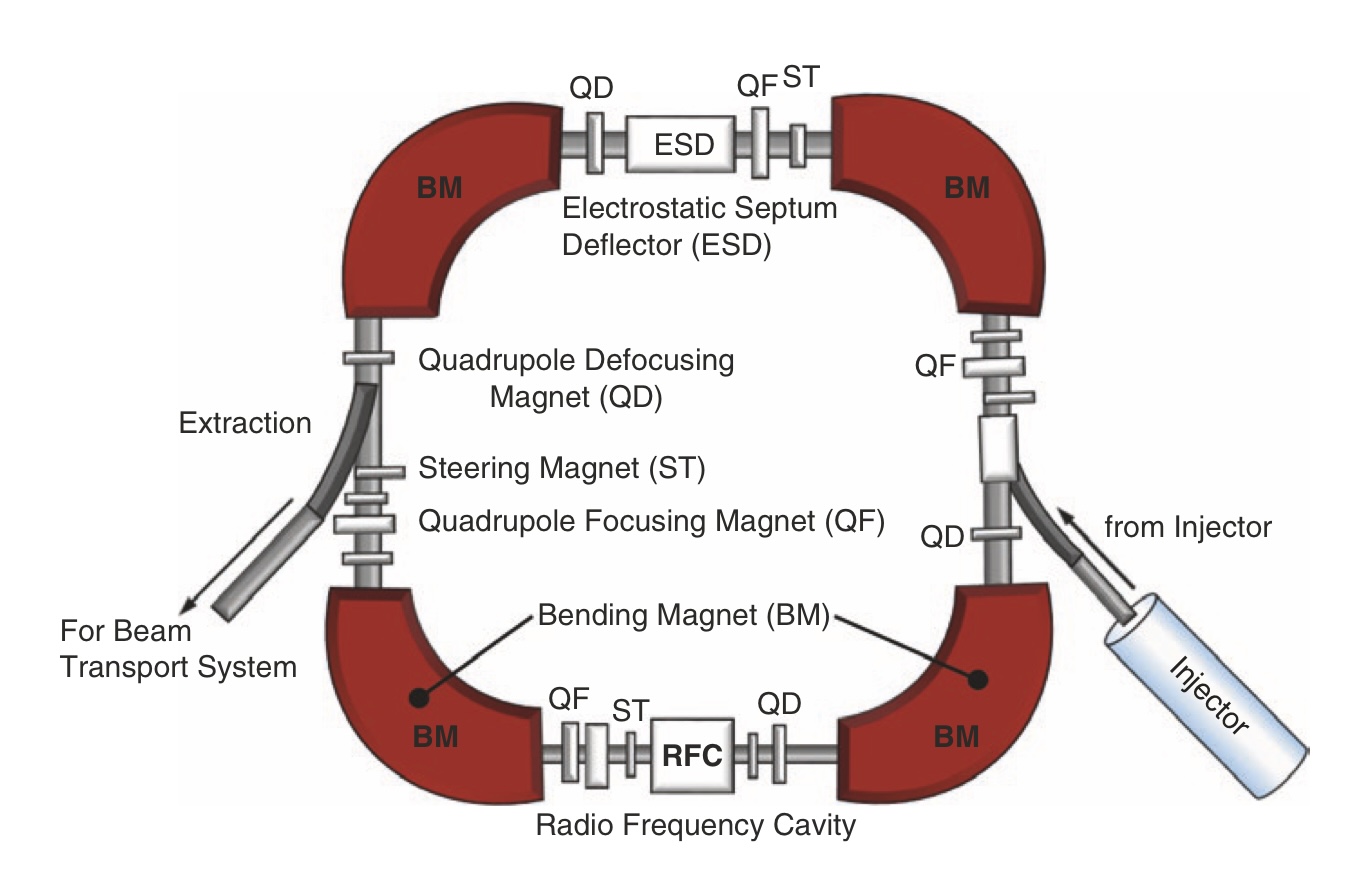 QD
QF
ST
ESD
BM
BM
Electrostatic Septum
Deflector (ESD)
Quadrupole Defocusing
Magnet (QD)
QF
Extraction
Steering Magnet (ST)
Quadrupole Focusing Magnet (QF)
QD
from Injector
For Beam
Transport System
Bending Magnet (BM)
Injector
QF
ST
QD
BM
RFC
BM
Radio Frequency Cavity